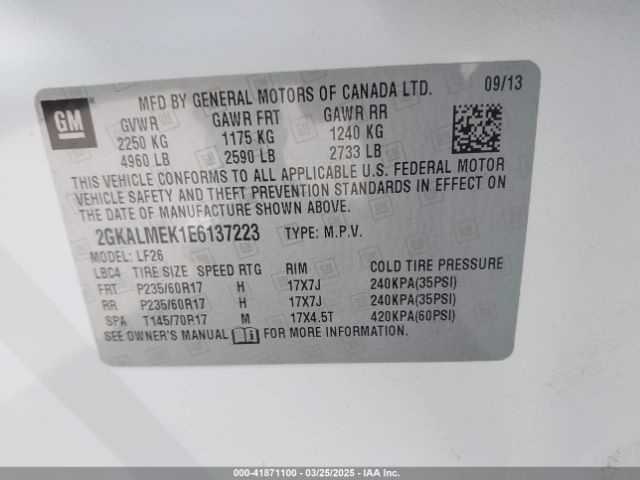 GM
MFD BY GENERAL MOTORS OF CANADA LTD. 09/13
GVWR GAWR FRT GAWR RR
2250 KG 1175 KG 1240 KG
4960 LB 2590 LB 2733 LB
THIS VEHICLE CONFORMS TO ALL APPLICABLE U.S. FEDERAL MOTOR
VEHICLE SAFETY AND THEFT PREVENTION STANDARDS IN EFFECT ON
THE DATE OF MANUFACTURE SHOWN ABOVE.
2GKALMEK1E6137223 TYPE: M.P.V.
MODEL: LF26
LBC4 TIRE SIZE SPEED RTG RIM COLD TIRE PRESSURE
FRT P235/60R17 H 17X7J 240KPA(35PSI)
RR P235/60R17 H 17X7J 240KPA(35PSI)
SPA T145/70R17 M 17X4.5T 420KPA(60PSI)
SEE OWNER'S MANUAL FOR MORE INFORMATION.
000-41871100 - 03/25/2025 - IAAI.COM